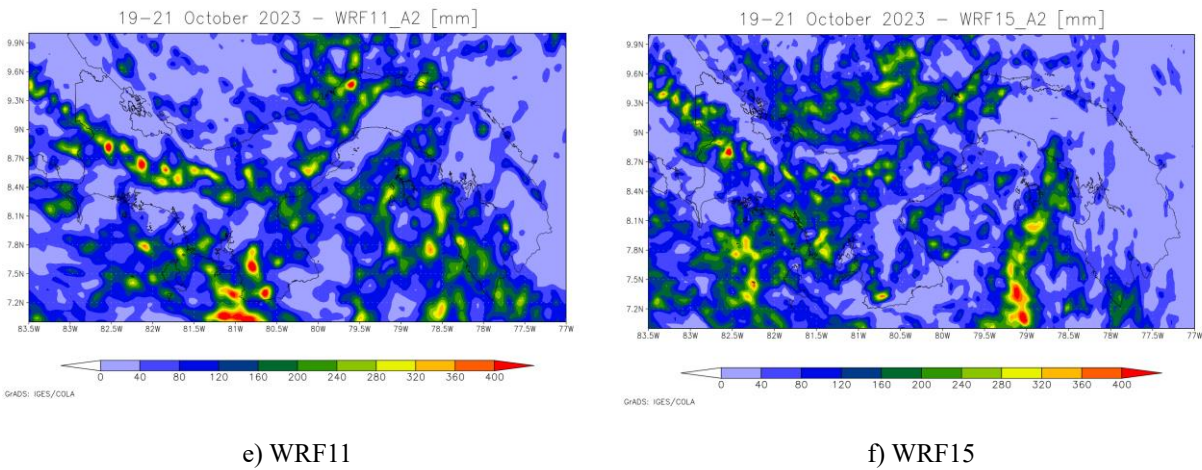 19–21 October 2023 – WRF11_A2 [mm]
9.9N
9.6N
9.3N
9N
8.7N
8.4N
8.1N
7.8N
7.5N
7.2N
83.5W 83W 82.5W 82W 81.5W 81W 80.5W 80W 79.5W 79W 78.5W 78W 77.5W 77W
0 40 80 120 160 200 240 280 320 360 400
GrADS: IGES/COLA
e) WRF11
19–21 October 2023 – WRF15_A2 [mm]
9.9N
9.6N
9.3N
9N
8.7N
8.4N
8.1N
7.8N
7.5N
7.2N
83.5W 83W 82.5W 82W 81.5W 81W 80.5W 80W 79.5W 79W 78.5W 78W 77.5W 77W
0 40 80 120 160 200 240 280 320 360 400
GrADS: IGES/COLA
f) WRF15